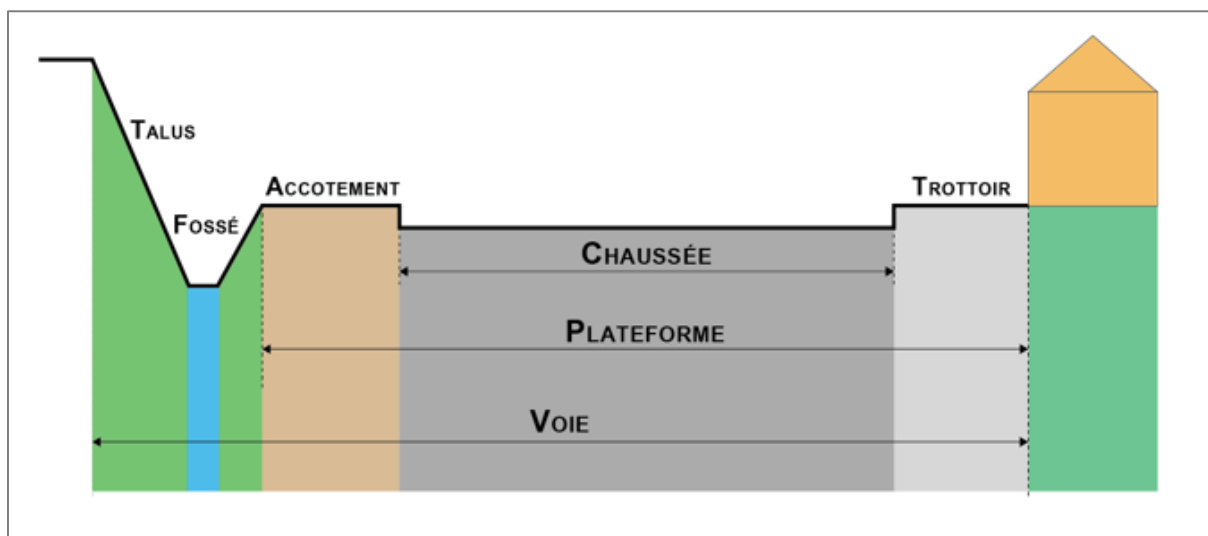 TALUS
ACCOTEMENT
TROTTOIR
FOSSÉ
CHAUSSÉE
PLATEFORME
VOIE